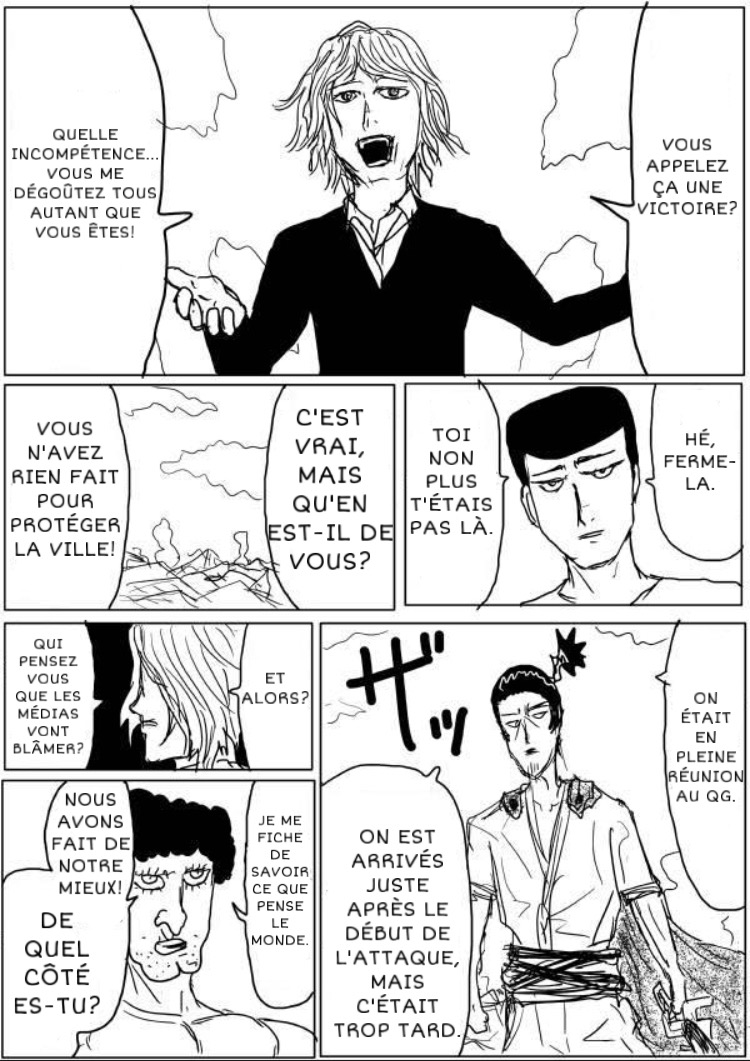 VOUS
APPELEZ
ÇA UNE
VICTOIRE?
QUELLE
INCOMPÉTENCE...
VOUS ME
DÉGOÛTEZ TOUS
AUTANT QUE
VOUS ÊTES!
HÉ,
FERME-
LA.
TOI
NON
PLUS
T'ÉTAIS
PAS LÀ.
C'EST
VRAI,
MAIS
QU'EN
EST-IL DE
VOUS?
VOUS
N'AVEZ
RIEN FAIT
POUR
PROTÉGER
LA VILLE!
ON
ÉTAIT
EN
PLEINE
RÉUNION
AU QG.
ザッ
ON EST
ARRIVÉS
JUSTE
APRÈS LE
DÉBUT DE
L'ATTAQUE,
MAIS
C'ÉTAIT
TROP TARD.
ET
ALORS?
QUI
PENSEZ
VOUS
QUE LES
MÉDIAS
VONT
BLÂMER?
JE ME
FICHE
DE
SAVOIR
CE QUE
PENSE
LE
MONDE.
NOUS
AVONS
FAIT DE
NOTRE
MIEUX!
DE
QUEL
CÔTÉ
ES-TU?